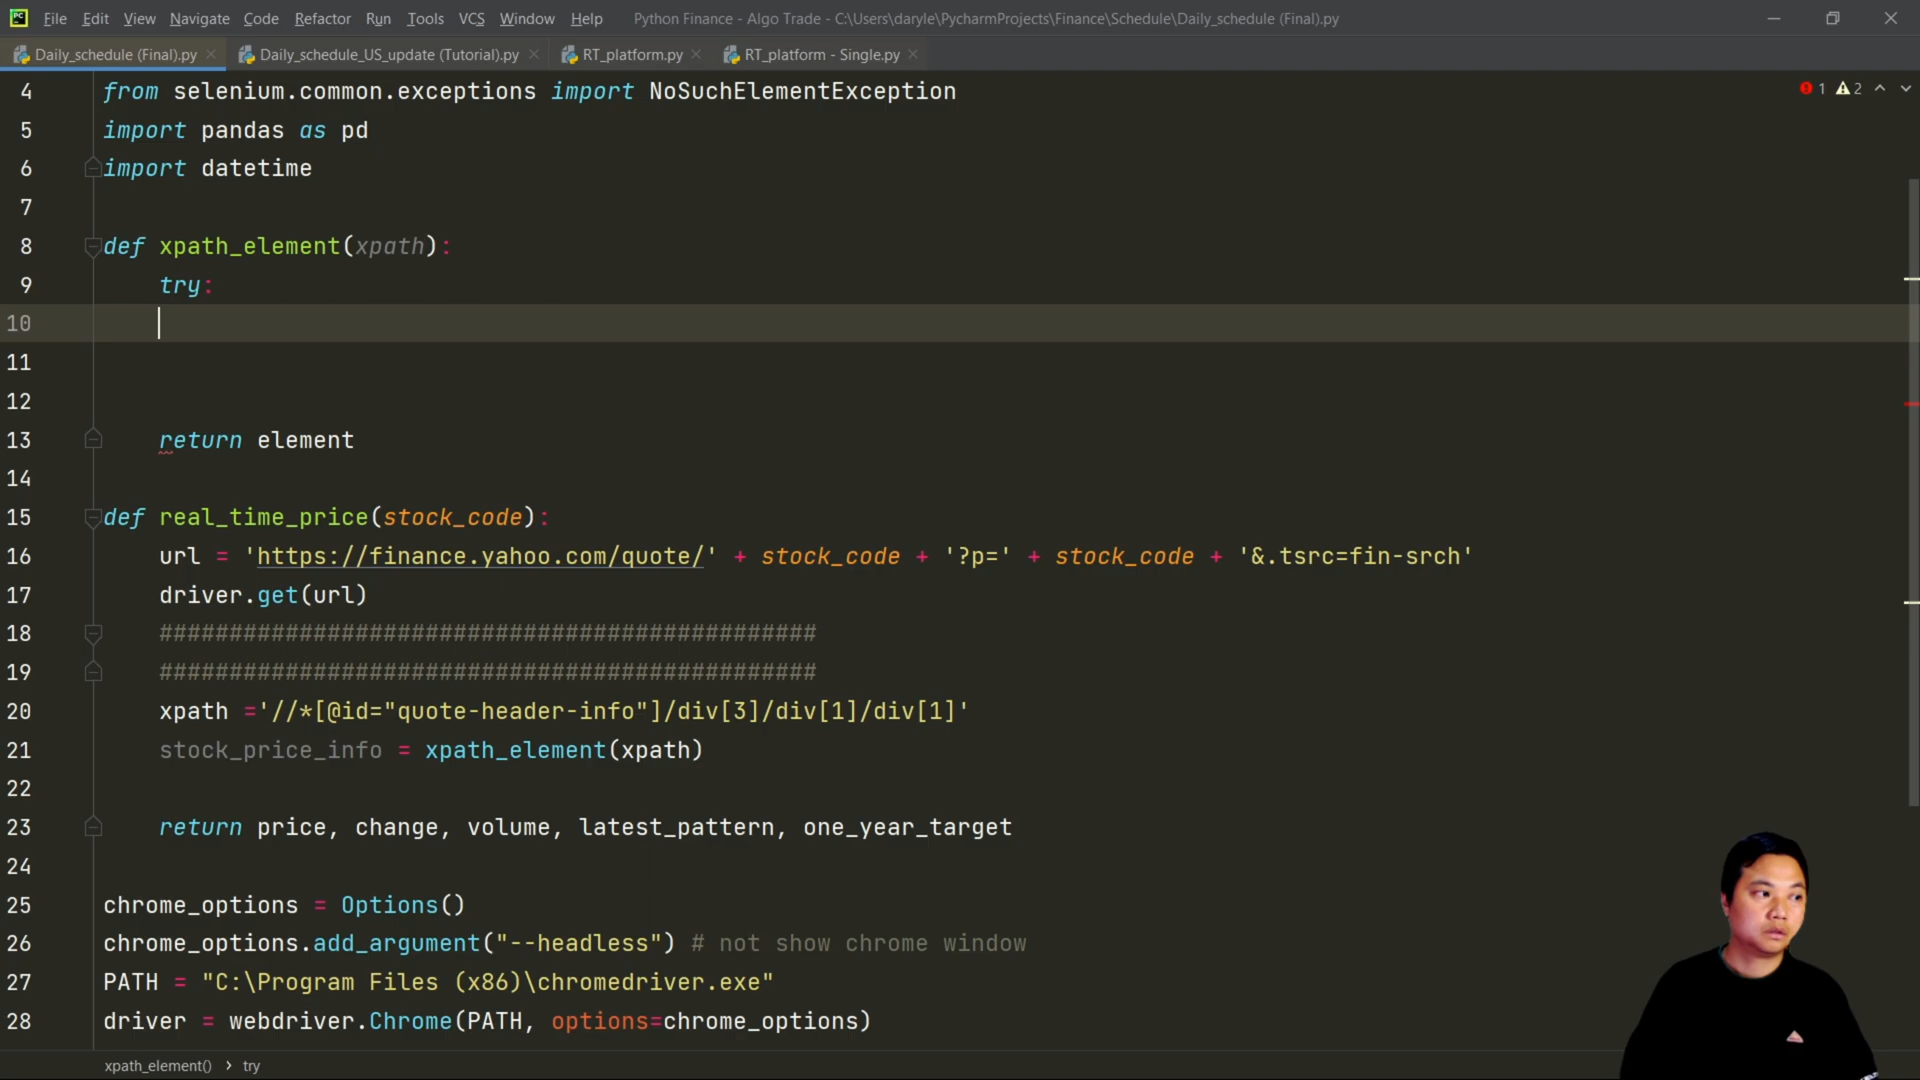 PC File Edit View Navigate Code Refactor Run Tools VCS Window Help Python Finance - Algo Trade - C:\Users\daryle\PycharmProjects\Finance\Schedule\Daily_schedule (Final).py
Daily_schedule (Final).py Daily_schedule_US_update (Tutorial).py RT_platform.py RT_platform - Single.py
4 from selenium.common.exceptions import NoSuchElementException
1 2
5 import pandas as pd
6 import datetime
7
8 def xpath_element(xpath):
9 try:
10
11
12
13 return element
14
15 def real_time_price(stock_code):
16 url = 'https://finance.yahoo.com/quote/' + stock_code + '?p=' + stock_code + '&.tsrc=fin-srch'
17 driver.get(url)
18 ###############################################
19 ###############################################
20 xpath ='//*[@id="quote-header-info"]/div[3]/div[1]/div[1]'
21 stock_price_info = xpath_element(xpath)
22
23 return price, change, volume, latest_pattern, one_year_target
24
25 chrome_options = Options()
26 chrome_options.add_argument("--headless") # not show chrome window
27 PATH = "C:\Program Files (x86)\chromedriver.exe"
28 driver = webdriver.Chrome(PATH, options=chrome_options)
xpath_element() › try